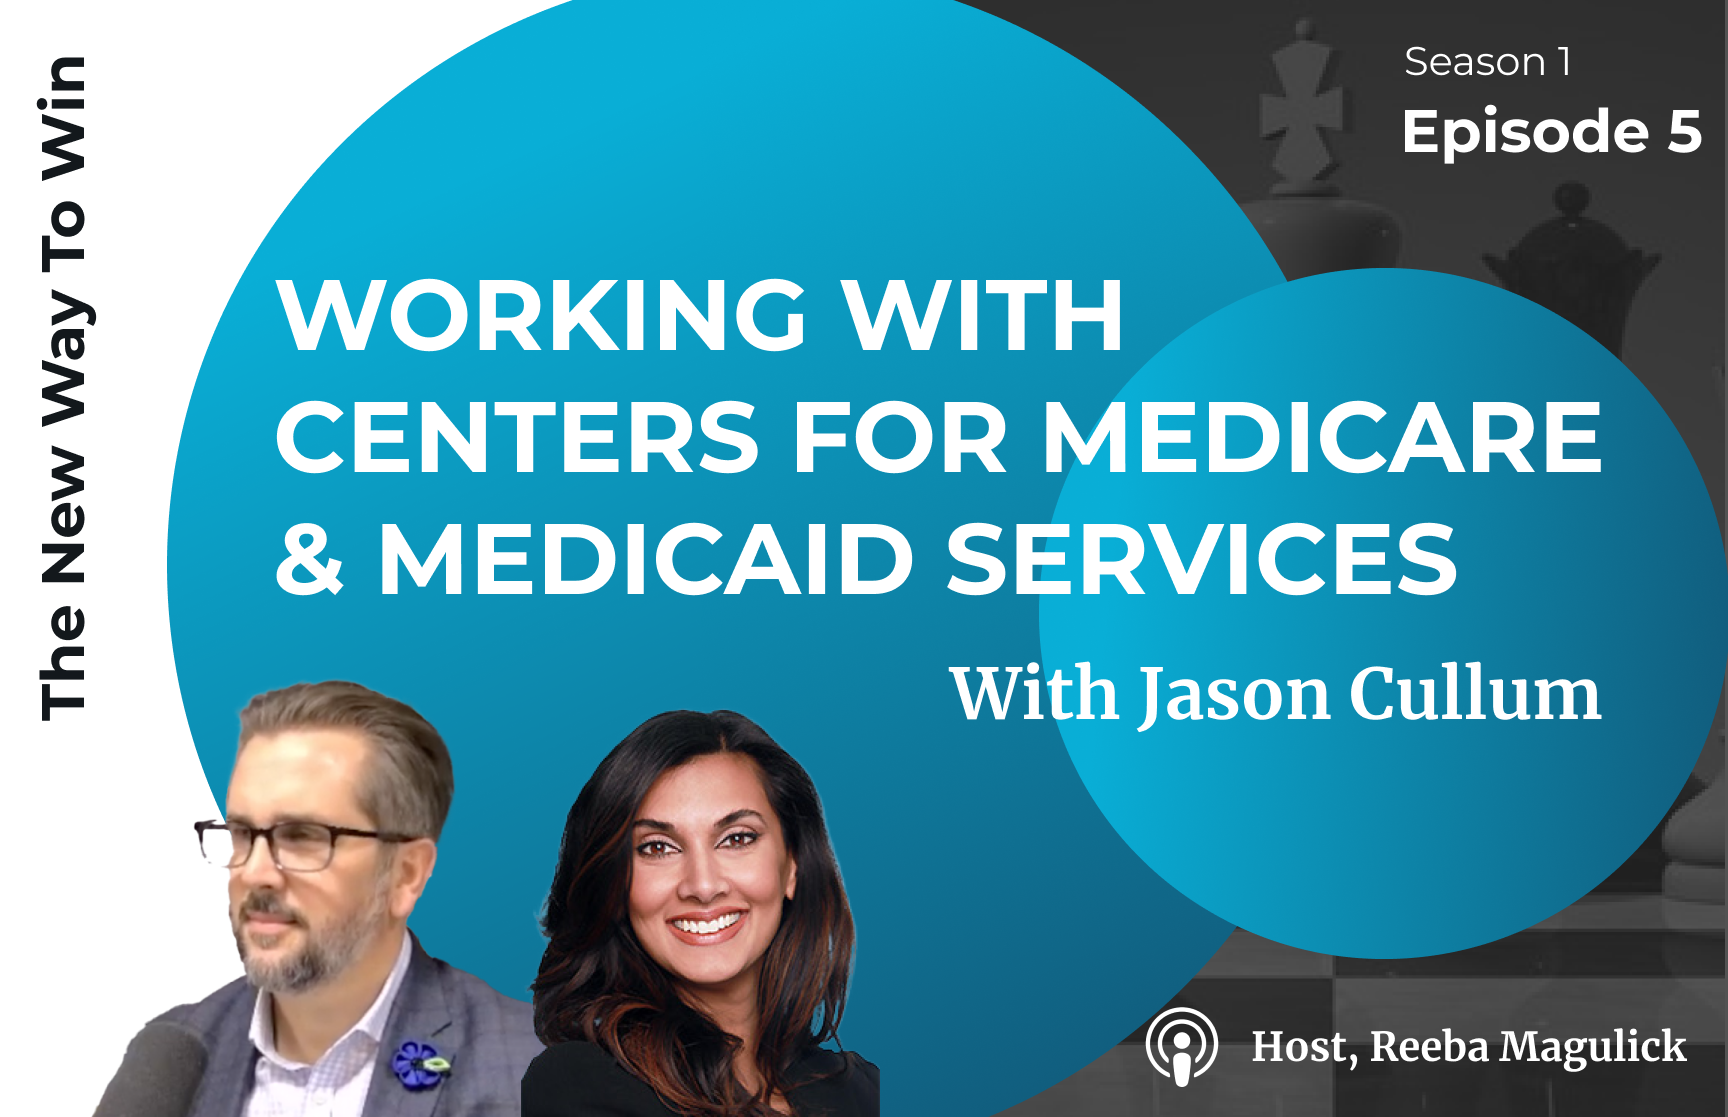 The New Way To Win
Season 1
Episode 5
WORKING WITH
CENTERS FOR MEDICARE
& MEDICAID SERVICES
With Jason Cullum
Host, Reeba Magulick